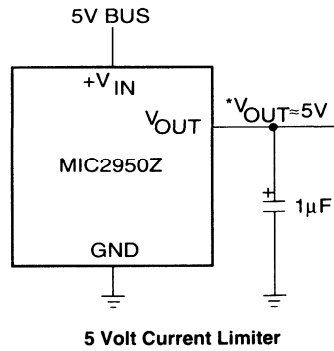 5V BUS
+VIN
VOUT
*VOUT≈5V
MIC2950Z
+
1µF
GND
5 Volt Current Limiter